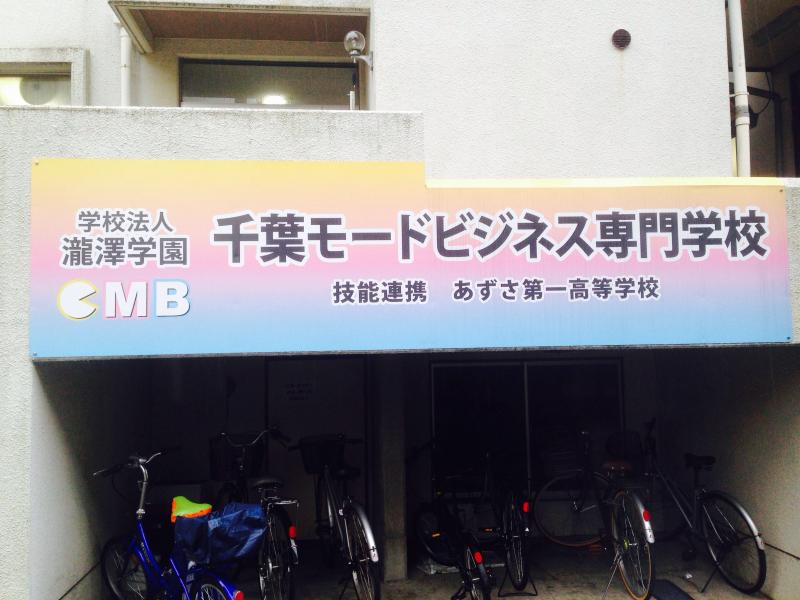 学校法人
瀧澤学園
CMB
千葉モードビジネス専門学校
技能連携 あずさ第一高等学校